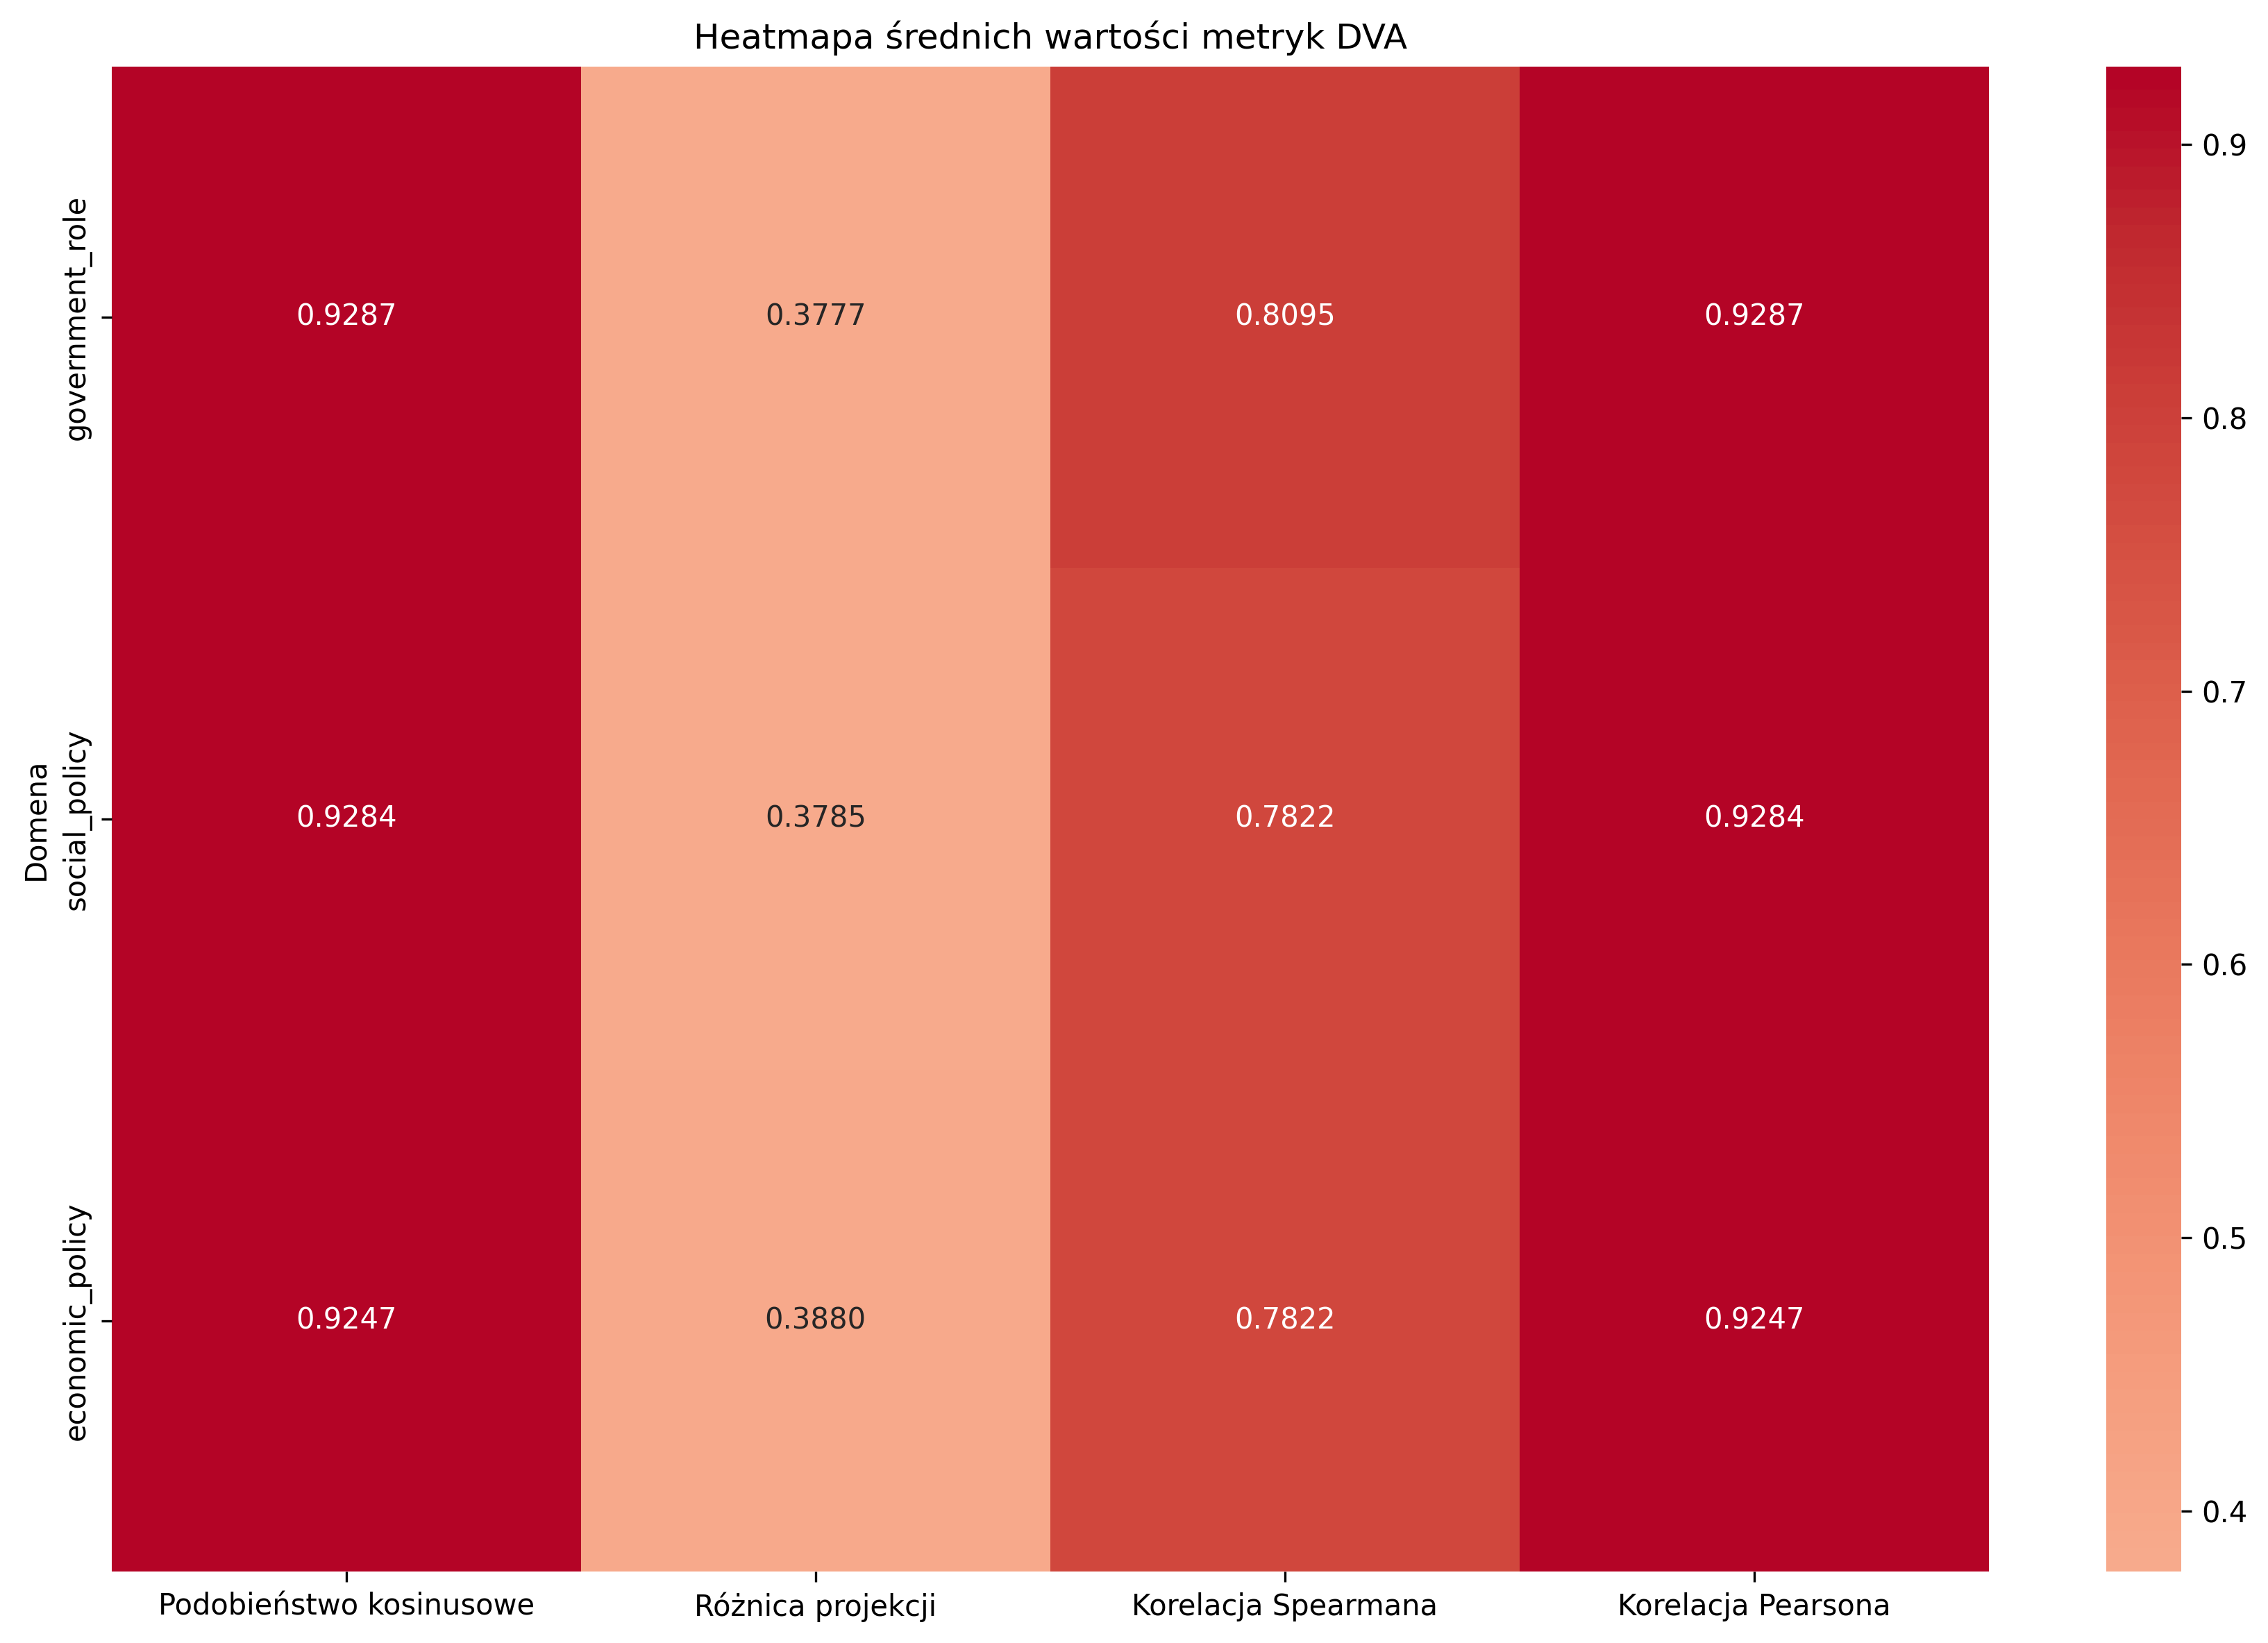 Heatmapa średnich wartości metryk DVA
Domena
government_role
0.9287 0.3777 0.8095 0.9287
social_policy
0.9284 0.3785 0.7822 0.9284
economic_policy
0.9247 0.3880 0.7822 0.9247
Podobieństwo kosinusowe Różnica projekcji Korelacja Spearmana Korelacja Pearsona
0.9
0.8
0.7
0.6
0.5
0.4